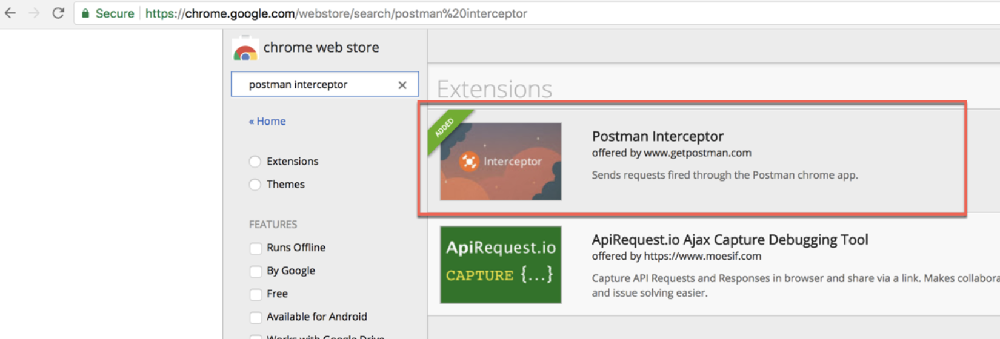 Secure https://chrome.google.com/webstore/search/postman%20interceptor
chrome web store
postman interceptor
« Home
Extensions
Themes
FEATURES
Runs Offline
By Google
Free
Available for Android
Works with Google Drive
Extensions
ADDED
Interceptor
Postman Interceptor
offered by www.getpostman.com
Sends requests fired through the Postman chrome app.
ApiRequest.io
CAPTURE {...}
ApiRequest.io Ajax Capture Debugging Tool
offered by https://www.moesif.com
Capture API Requests and Responses in browser and share via a link. Makes collabora
and issue solving easier.